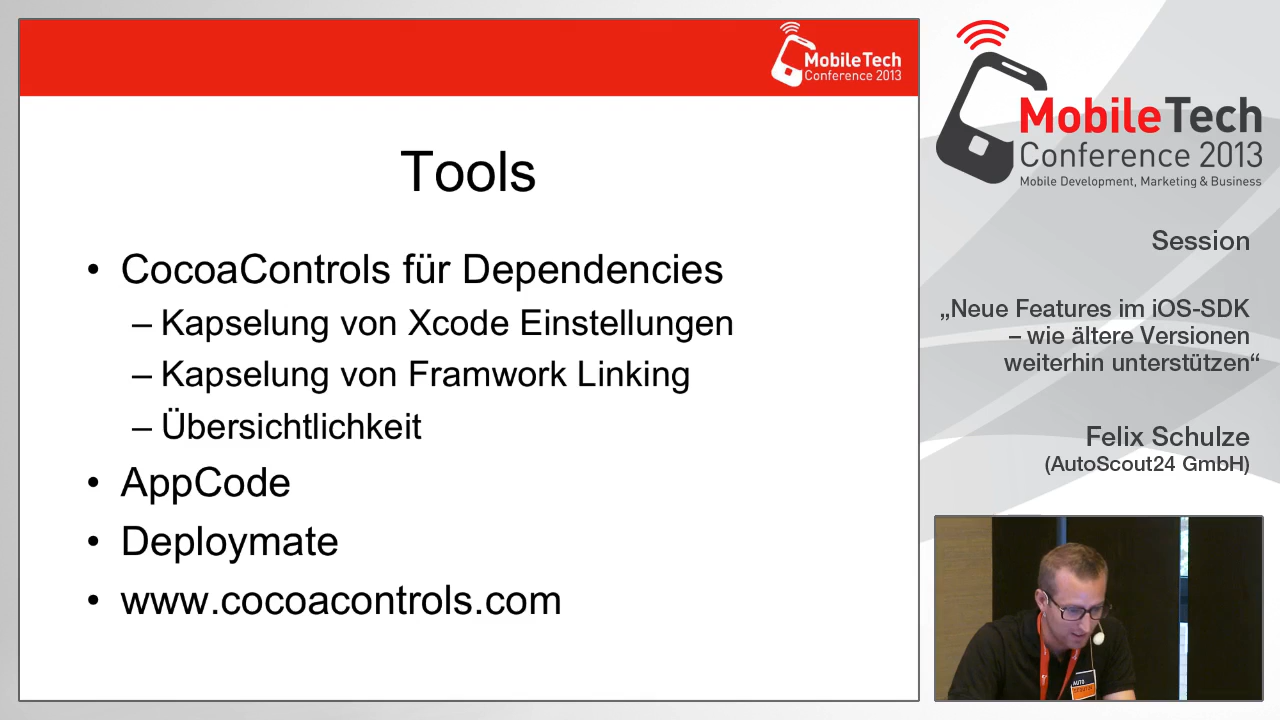 MobileTech
Conference 2013
Tools
• CocoaControls für Dependencies
– Kapselung von Xcode Einstellungen
– Kapselung von Framwork Linking
– Übersichtlichkeit
• AppCode
• Deploymate
• www.cocoacontrols.com
MobileTech
Conference 2013
Mobile Development, Marketing & Business
Session
„Neue Features im iOS-SDK
– wie ältere Versionen
weiterhin unterstützen“
Felix Schulze
(AutoScout24 GmbH)
AUTO